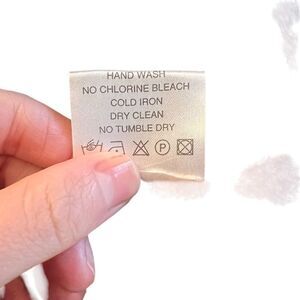 HAND WASH
NO CHLORINE BLEACH
COLD IRON
DRY CLEAN
NO TUMBLE DRY
P